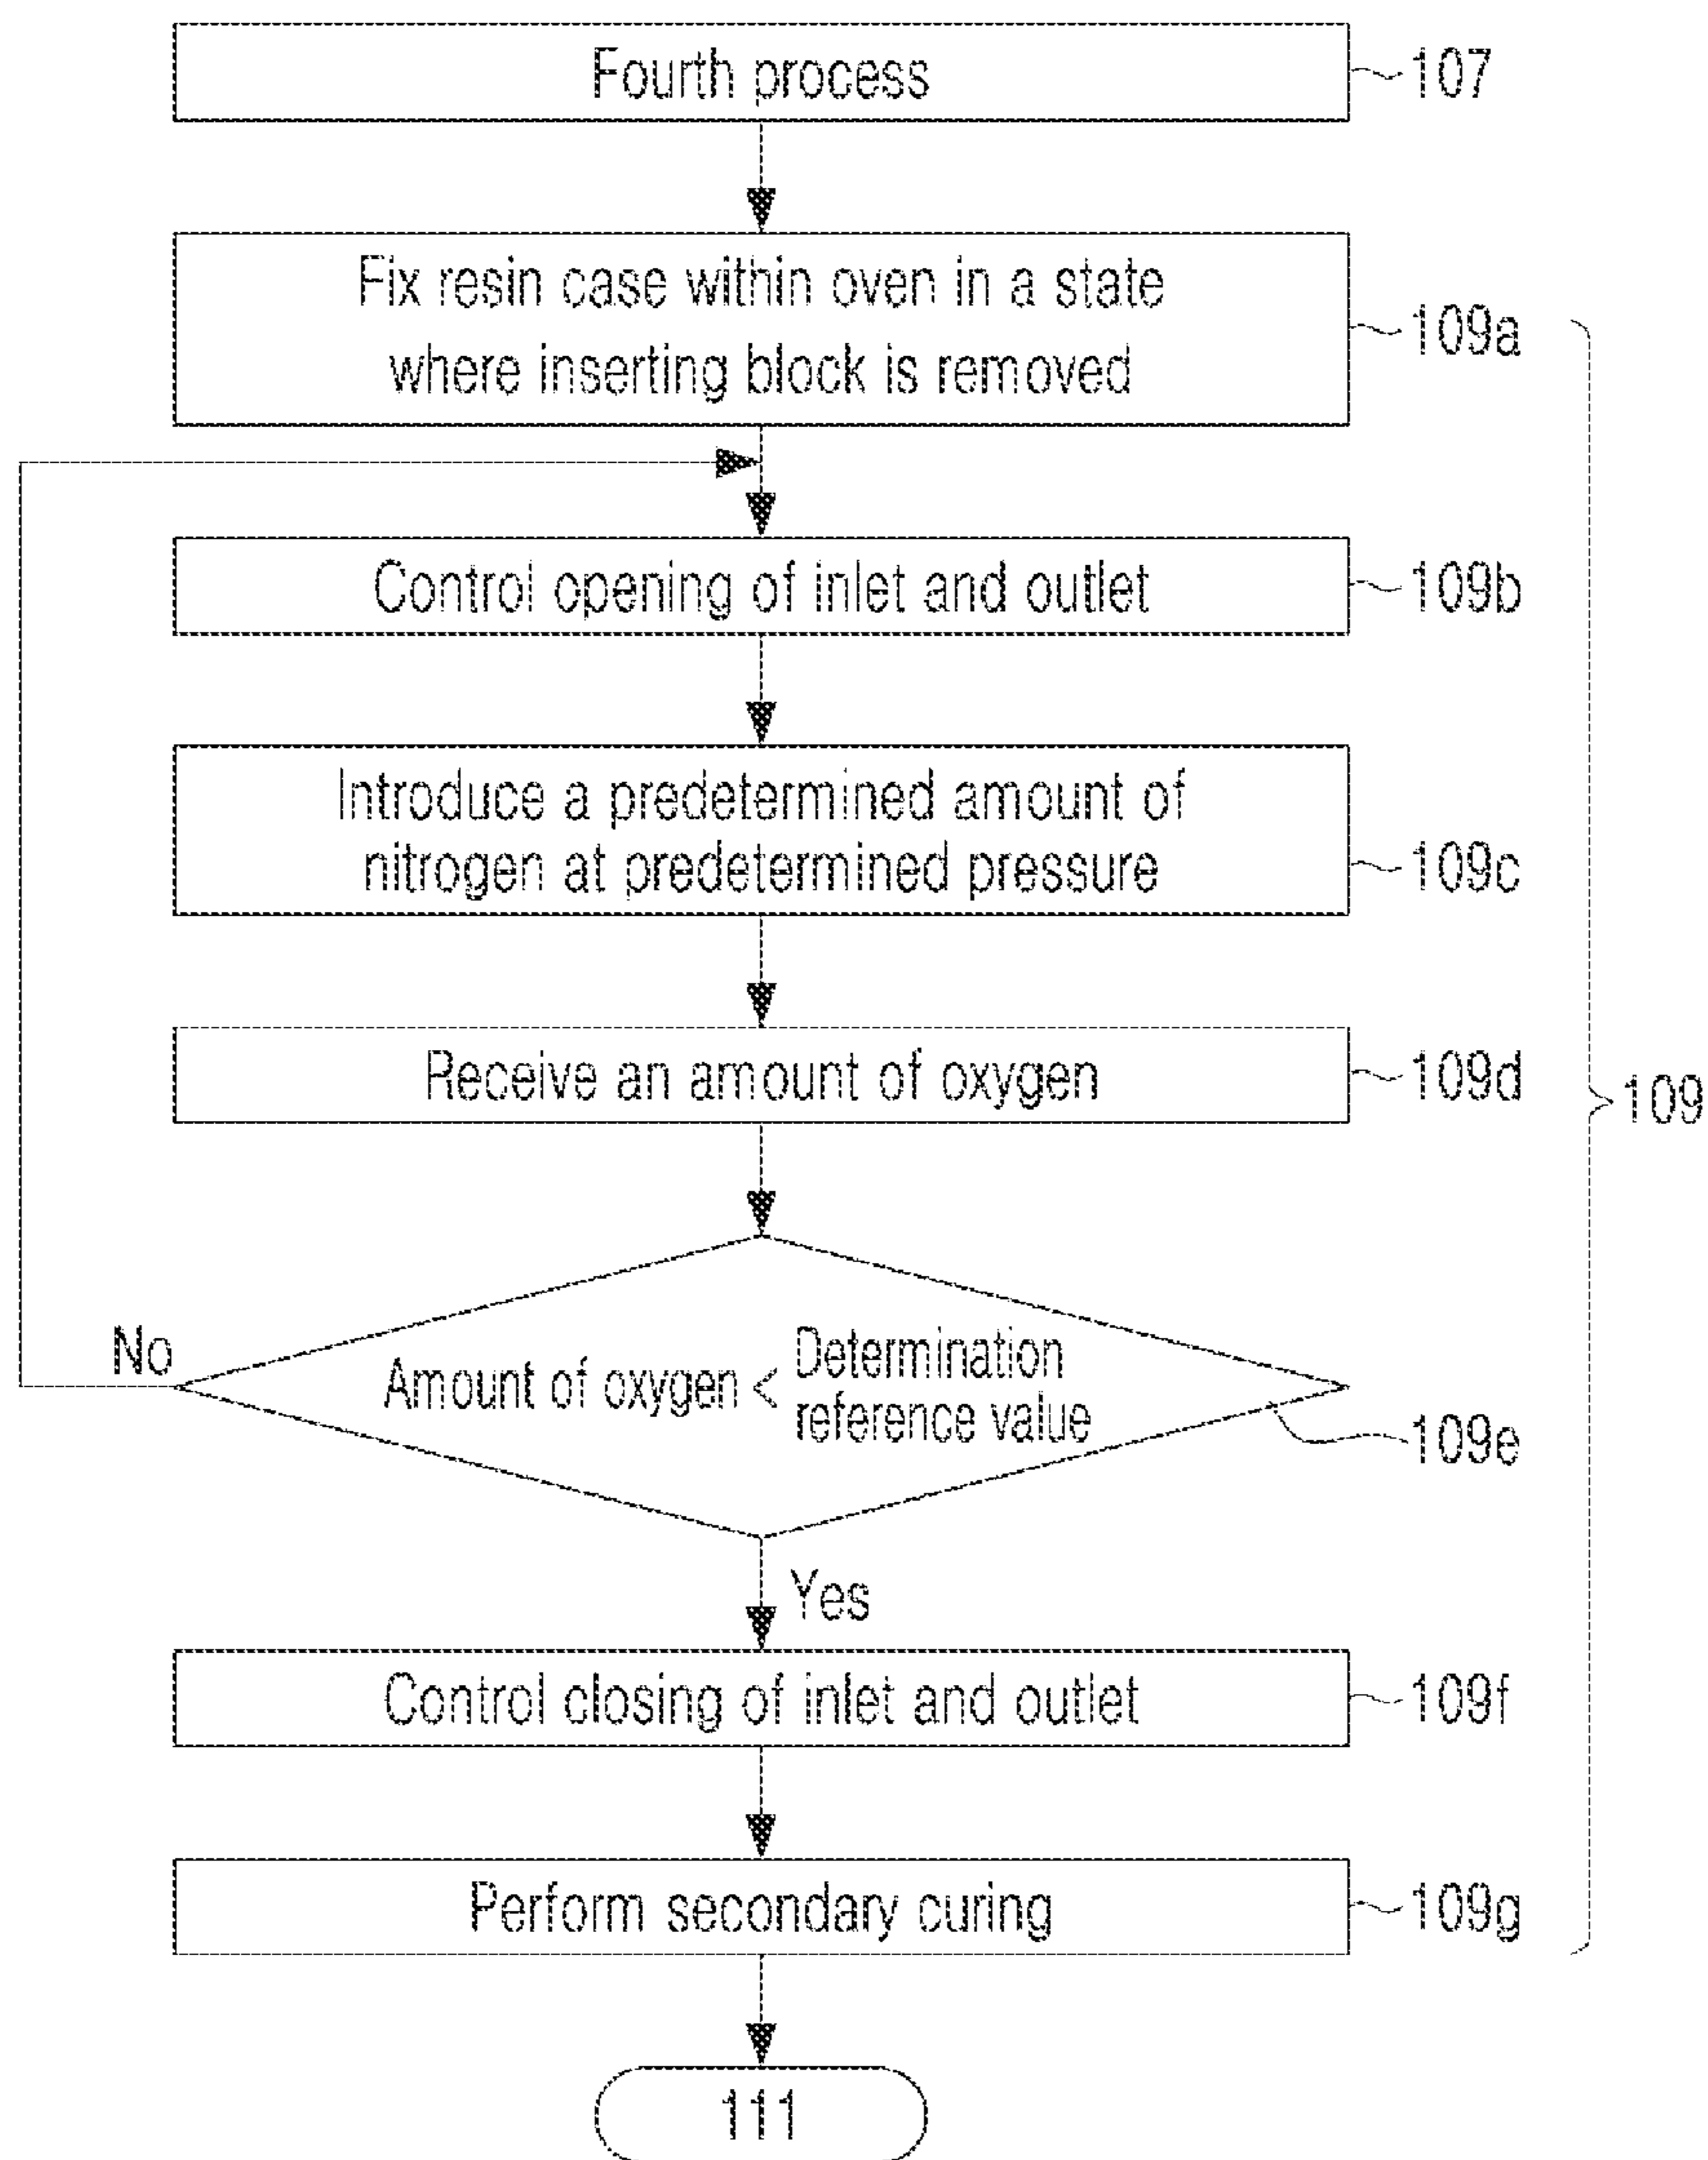 Fourth process
107
Fix resin case within oven in a state
where inserting block is removed
109a
Control opening of inlet and outlet
109b
Introduce a predetermined amount of
nitrogen at predetermined pressure
109c
Receive an amount of oxygen
109d
109
No
Amount of oxygen < Determination
reference value
109e
Yes
Control closing of inlet and outlet
109f
Perform secondary curing
109g
111